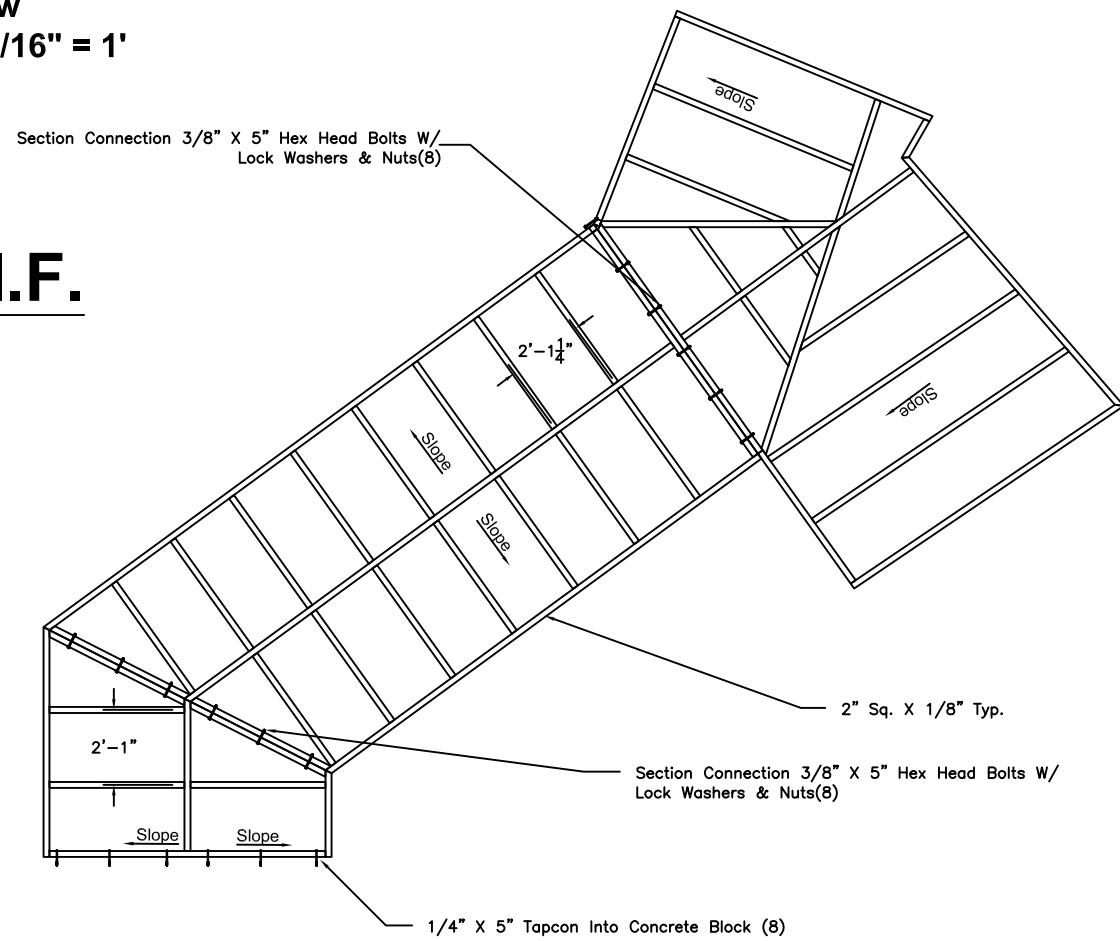 /16" = 1'
Slope
Section Connection 3/8" X 5" Hex Head Bolts W/
Lock Washers & Nuts(8)
.F.
2'-1 1/4"
Slope
Slope
Slope
2" Sq. X 1/8" Typ.
2'-1"
Section Connection 3/8" X 5" Hex Head Bolts W/
Lock Washers & Nuts(8)
Slope
Slope
1/4" X 5" Tapcon Into Concrete Block (8)